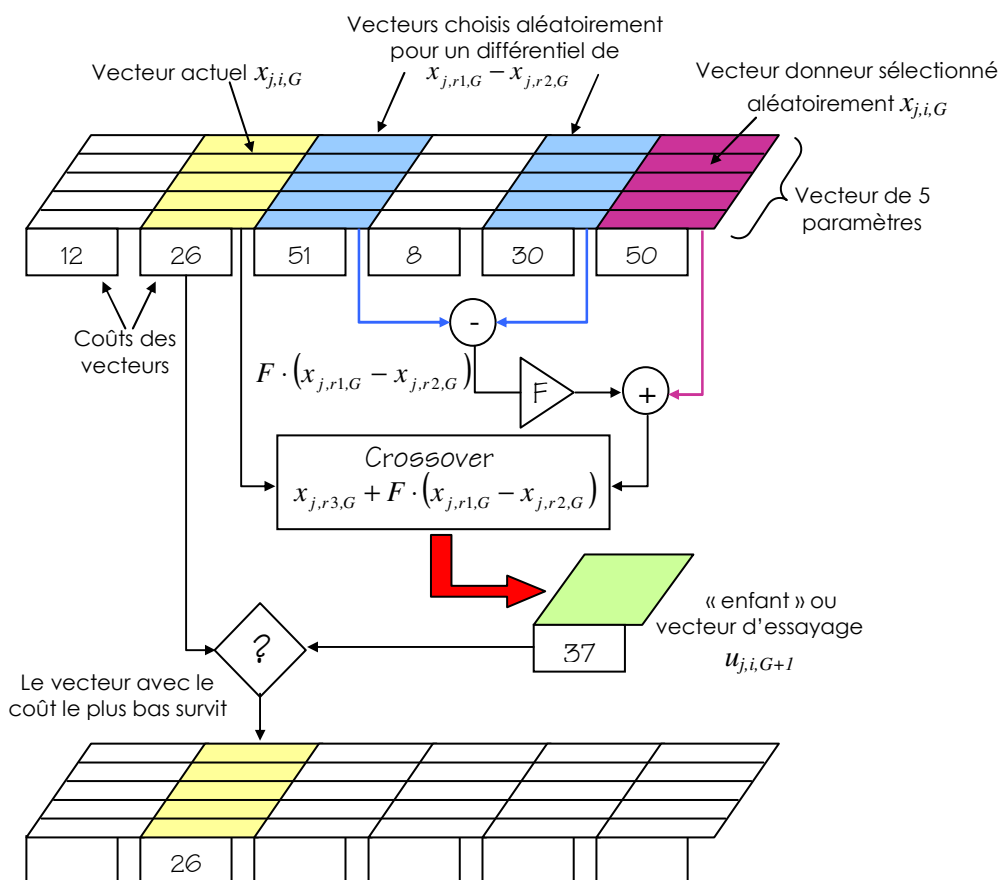 Vecteurs choisis aléatoirement
pour un différentiel de
x_{j,r1,G} − x_{j,r2,G}
Vecteur actuel x_{j,i,G}
Vecteur donneur sélectionné
aléatoirement x_{j,i,G}
Vecteur de 5
paramètres
12 26 51 8 30 50
Coûts des
vecteurs
-
F · (x_{j,r1,G} − x_{j,r2,G})
F
+
Crossover
x_{j,r3,G} + F · (x_{j,r1,G} − x_{j,r2,G})
« enfant » ou
vecteur d'essayage
u_{j,i,G+1}
37
?
Le vecteur avec le
coût le plus bas survit
26